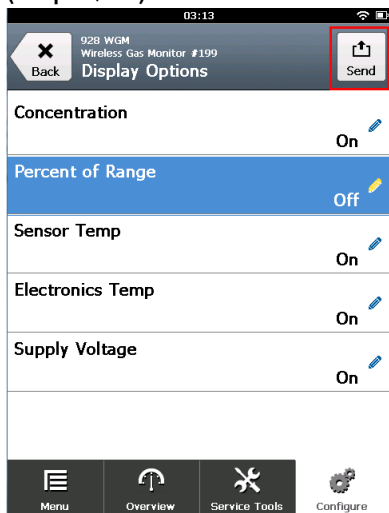 03:13
928 WGM
Wireless Gas Monitor #199
Display Options
Back
Send
Concentration
On
Percent of Range
Off
Sensor Temp
On
Electronics Temp
On
Supply Voltage
On
Menu
Overview
Service Tools
Configure